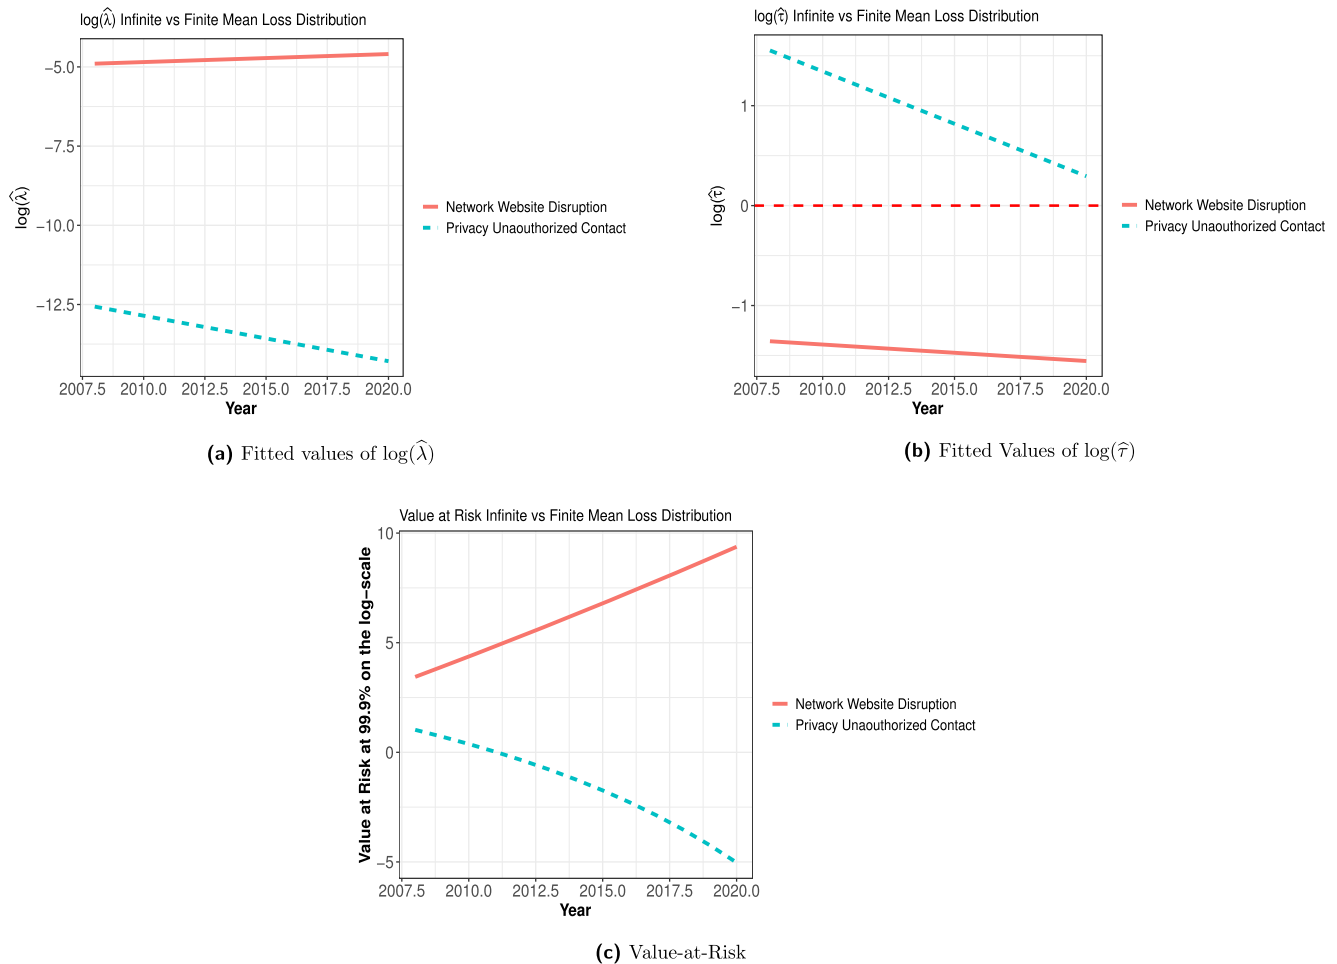 log(λ̂) Infinite vs Finite Mean Loss Distribution
−5.0
−7.5
−10.0
−12.5
log(λ̂)
2007.5 2010.0 2012.5 2015.0 2017.5 2020.0
Year
Network Website Disruption
Privacy Unaouthorized Contact
(a) Fitted values of log(λ̂)
log(τ̂) Infinite vs Finite Mean Loss Distribution
1
0
−1
log(τ̂)
2007.5 2010.0 2012.5 2015.0 2017.5 2020.0
Year
Network Website Disruption
Privacy Unaouthorized Contact
(b) Fitted Values of log(τ̂)
Value at Risk Infinite vs Finite Mean Loss Distribution
10
5
0
−5
Value at Risk at 99.9% on the log−scale
2007.5 2010.0 2012.5 2015.0 2017.5 2020.0
Year
Network Website Disruption
Privacy Unaouthorized Contact
(c) Value-at-Risk